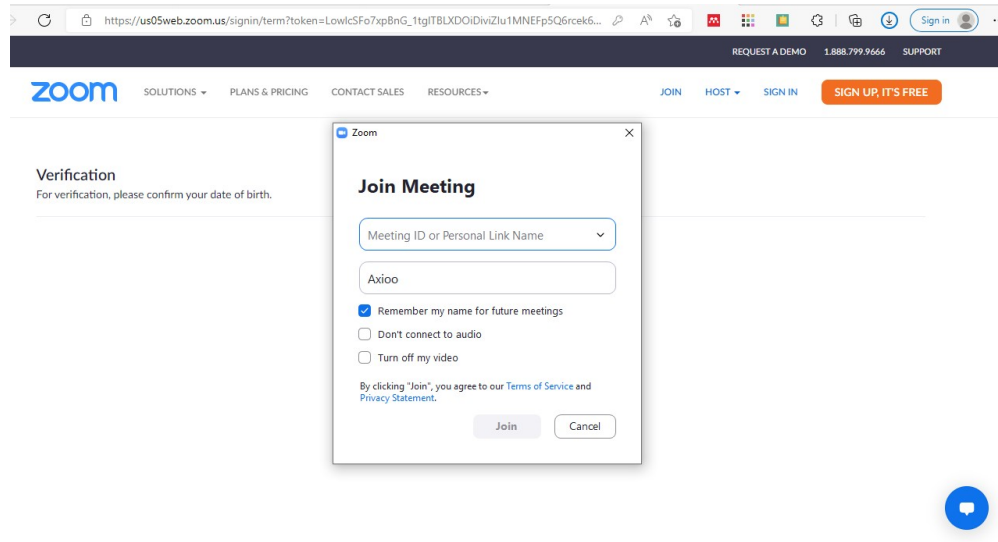 https://us05web.zoom.us/signin/term?token=LowlcSFo7xpBnG_1tglTBLXDOiDiviZlu1MNEFp5Q6rcek6...
Sign in
REQUEST A DEMO 1.888.799.9666 SUPPORT
zoom SOLUTIONS PLANS & PRICING CONTACT SALES RESOURCES JOIN HOST SIGN IN SIGN UP, IT'S FREE
Zoom
Verification
For verification, please confirm your date of birth.
Join Meeting
Meeting ID or Personal Link Name
Axioo
Remember my name for future meetings
Don't connect to audio
Turn off my video
By clicking "Join", you agree to our Terms of Service and
Privacy Statement.
Join Cancel